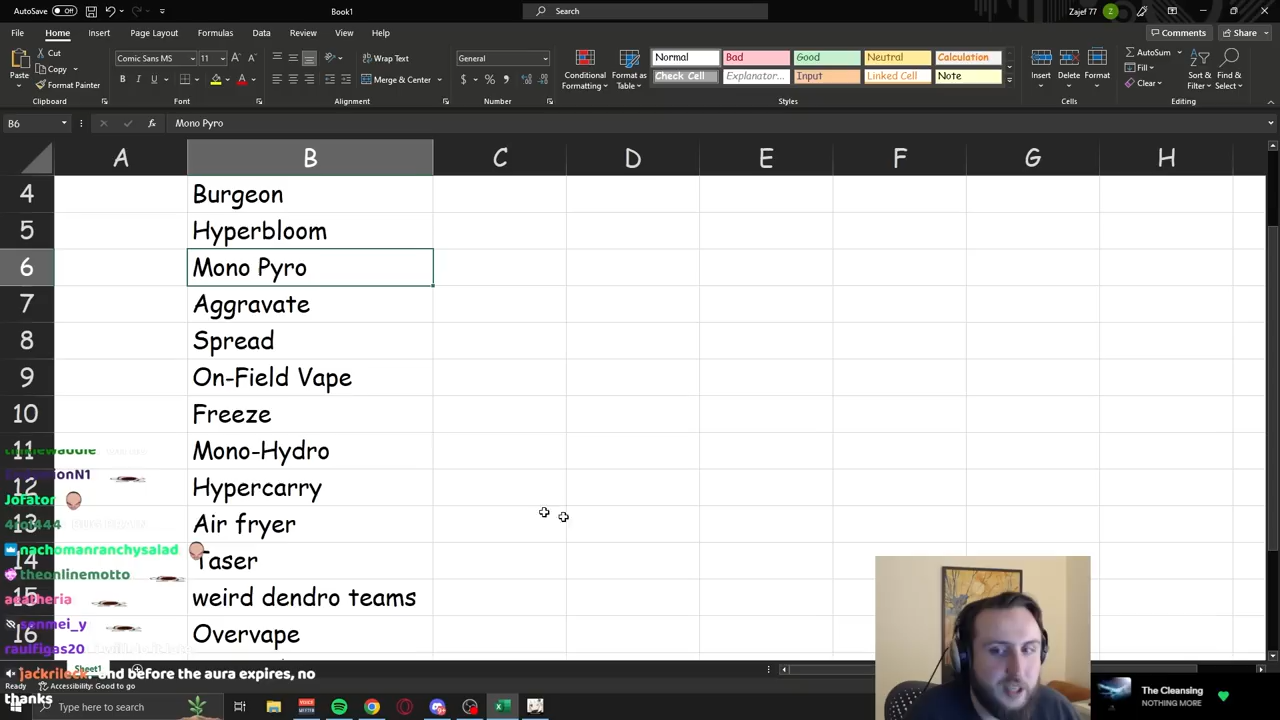 AutoSave Off
Book1
Search
Zajef 77
Z
File Home Insert Page Layout Formulas Data Review View Help
Comments Share
Paste
Cut
Copy
Format Painter
Clipboard
Comic Sans MS 11
B I U
Font
Wrap Text
Merge & Center
Alignment
General
Number
Conditional Formatting
Format as Table
Normal Bad Good Neutral Calculation
Check Cell Explanator... Input Linked Cell Note
Styles
Insert Delete Format
Cells
AutoSum
Fill
Clear
Sort & Filter
Find & Select
Editing
B6 fx Mono Pyro
A B C D E F G H
4 Burgeon
5 Hyperbloom
6 Mono Pyro
7 Aggravate
8 Spread
9 On-Field Vape
10 Freeze
11 Mono-Hydro
12 Hypercarry
13 Air fryer
14 Taser
15 weird dendro teams
16 Overvape
Jorator
nachomanranchysalad
theonlinemotto
aeatheria
senmei_y
raulfigas20
Sheet1
and before the aura expires, no
thanks
Ready Accessibility: Good to go
Type here to search
The Cleansing
NOTHING MORE